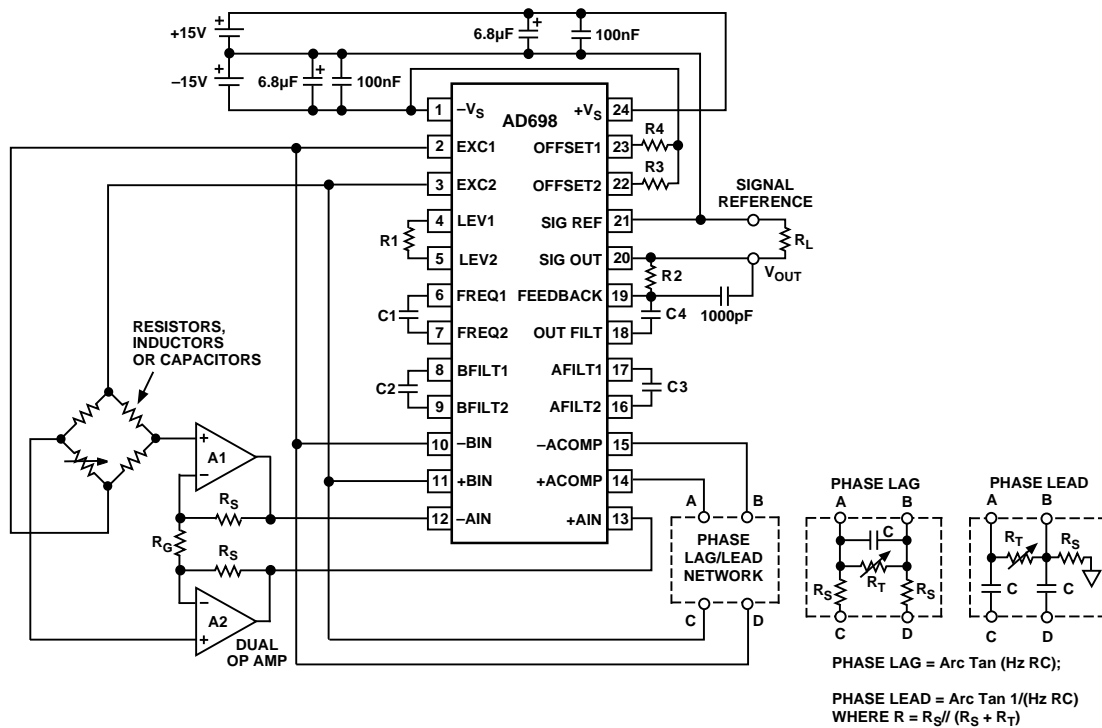 +15V
+
6.8µF
+
100nF
–15V
+
6.8µF
+
100nF
AD698
1
–VS
2
EXC1
3
EXC2
4
LEV1
5
LEV2
6
FREQ1
7
FREQ2
8
BFILT1
9
BFILT2
10
–BIN
11
+BIN
12
–AIN
+VS
24
OFFSET1
23
OFFSET2
22
SIG REF
21
SIG OUT
20
FEEDBACK
19
OUT FILT
18
AFILT1
17
AFILT2
16
–ACOMP
15
+ACOMP
14
+AIN
13
R1
C1
C2
R4
R3
SIGNAL
REFERENCE
RL
R2
VOUT
C4
1000pF
C3
RESISTORS,
INDUCTORS
OR CAPACITORS
+
A1
–
RS
RG
RS
–
A2
+
DUAL
OP AMP
A
B
PHASE
LAG/LEAD
NETWORK
C
D
PHASE LAG
A
B
C
RS
RT
RS
C
D
PHASE LEAD
A
B
RT
RS
C
C
C
D
PHASE LAG = Arc Tan (Hz RC);
PHASE LEAD = Arc Tan 1/(Hz RC)
WHERE R = RS// (RS + RT)